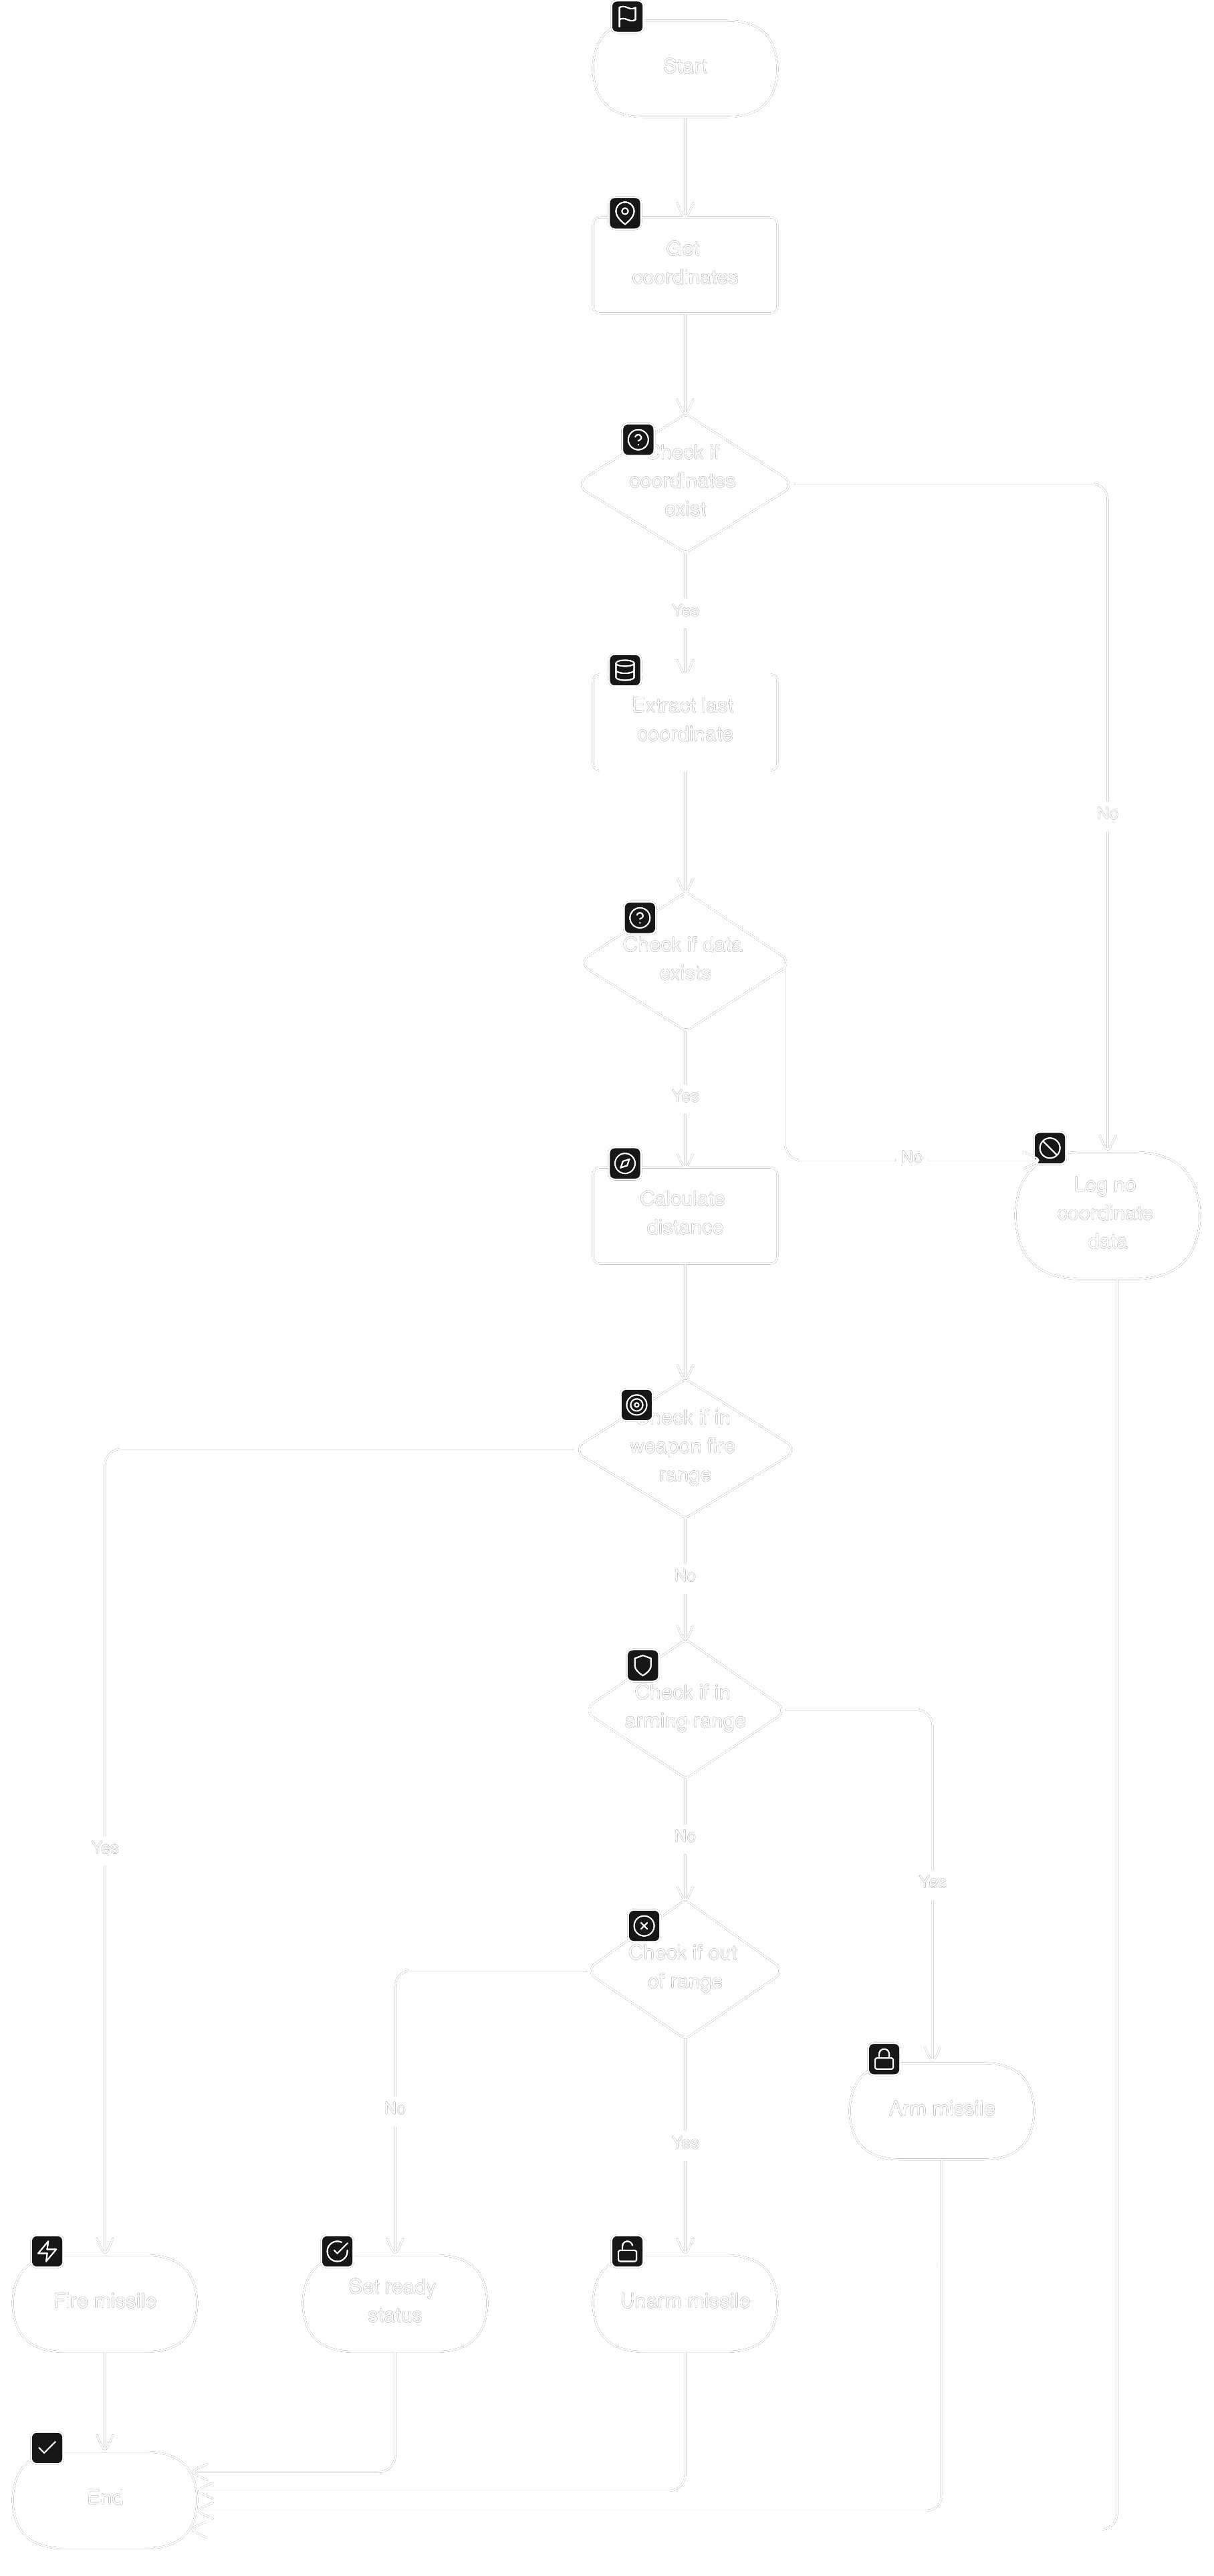 Start
Get
coordinates
Check if
coordinates
exist
Yes
Extract last
coordinate
No
Check if data
exists
Yes
No
Calculate
distance
Log no
coordinate
data
Check if in
weapon fire
range
No
Check if in
arming range
No
Yes
Yes
Check if out
of range
No
Yes
Arm missile
Fire missile
Set ready
status
Unarm missile
End